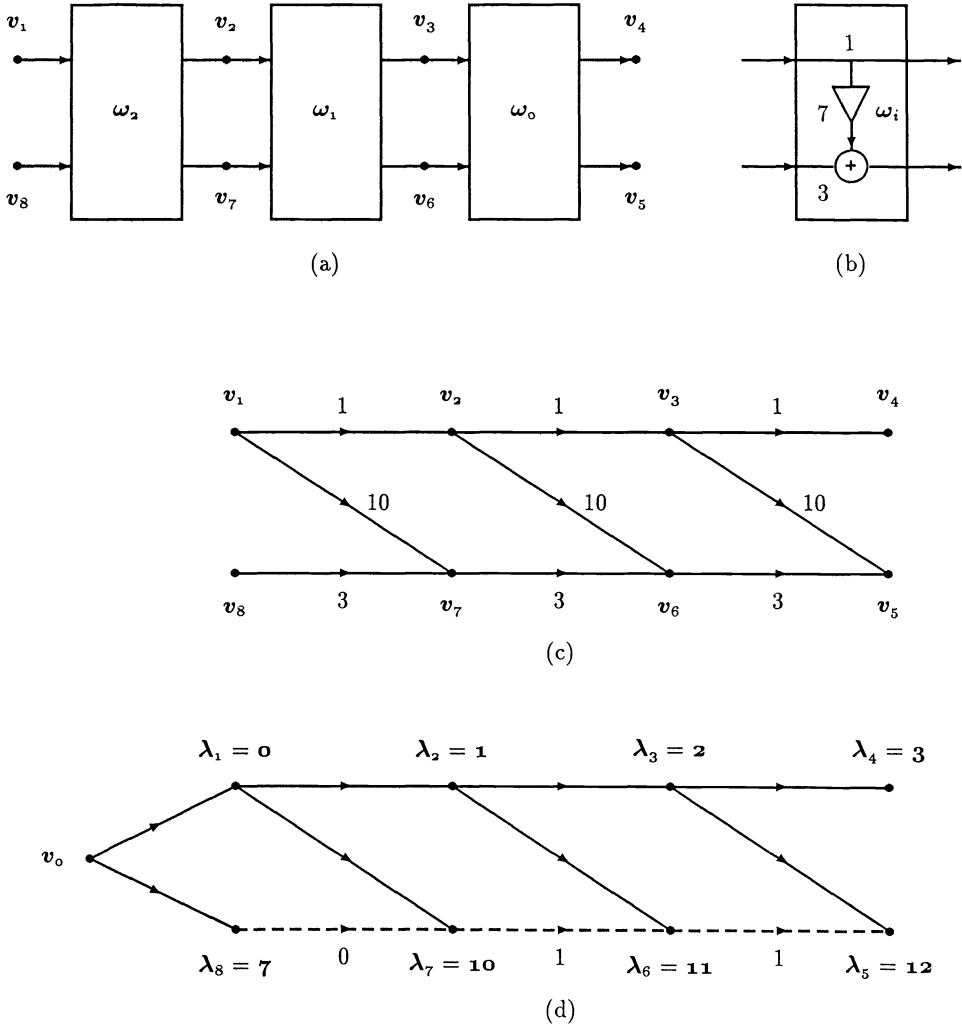 v₁ v₂ v₃ v₄ 1
ω₂ ω₁ ω₀ 7 ωᵢ
+
v₈ v₇ v₆ v₅ 3
(a) (b)
v₁ 1 v₂ 1 v₃ 1 v₄
10 10 10
v₈ 3 v₇ 3 v₆ 3 v₅
(c)
λ₁ = 0 λ₂ = 1 λ₃ = 2 λ₄ = 3
v₀
λ₈ = 7 0 λ₇ = 10 1 λ₆ = 11 1 λ₅ = 12
(d)